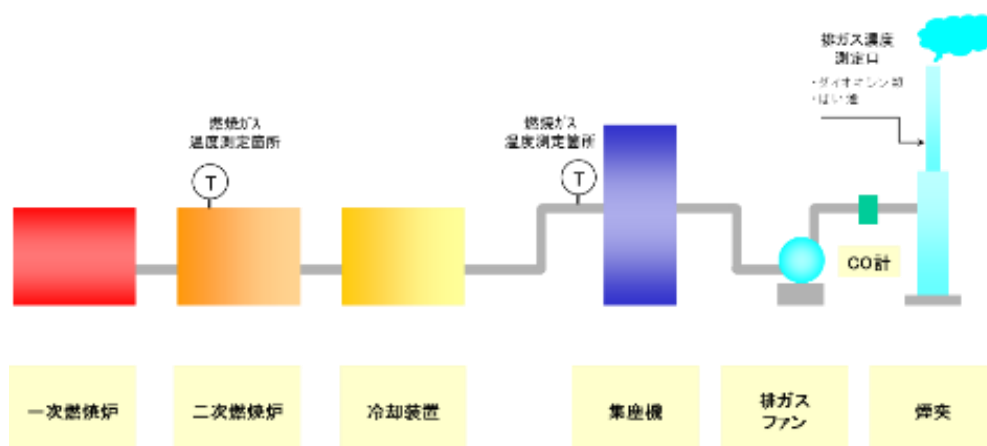 排ガス濃度
測定口
・ダイオキシン類
・ばい煙
燃焼ガス
温度測定箇所
燃焼ガス
温度測定箇所
T
T
CO計
一次燃焼炉
二次燃焼炉
冷却装置
集塵機
排ガス
ファン
煙突